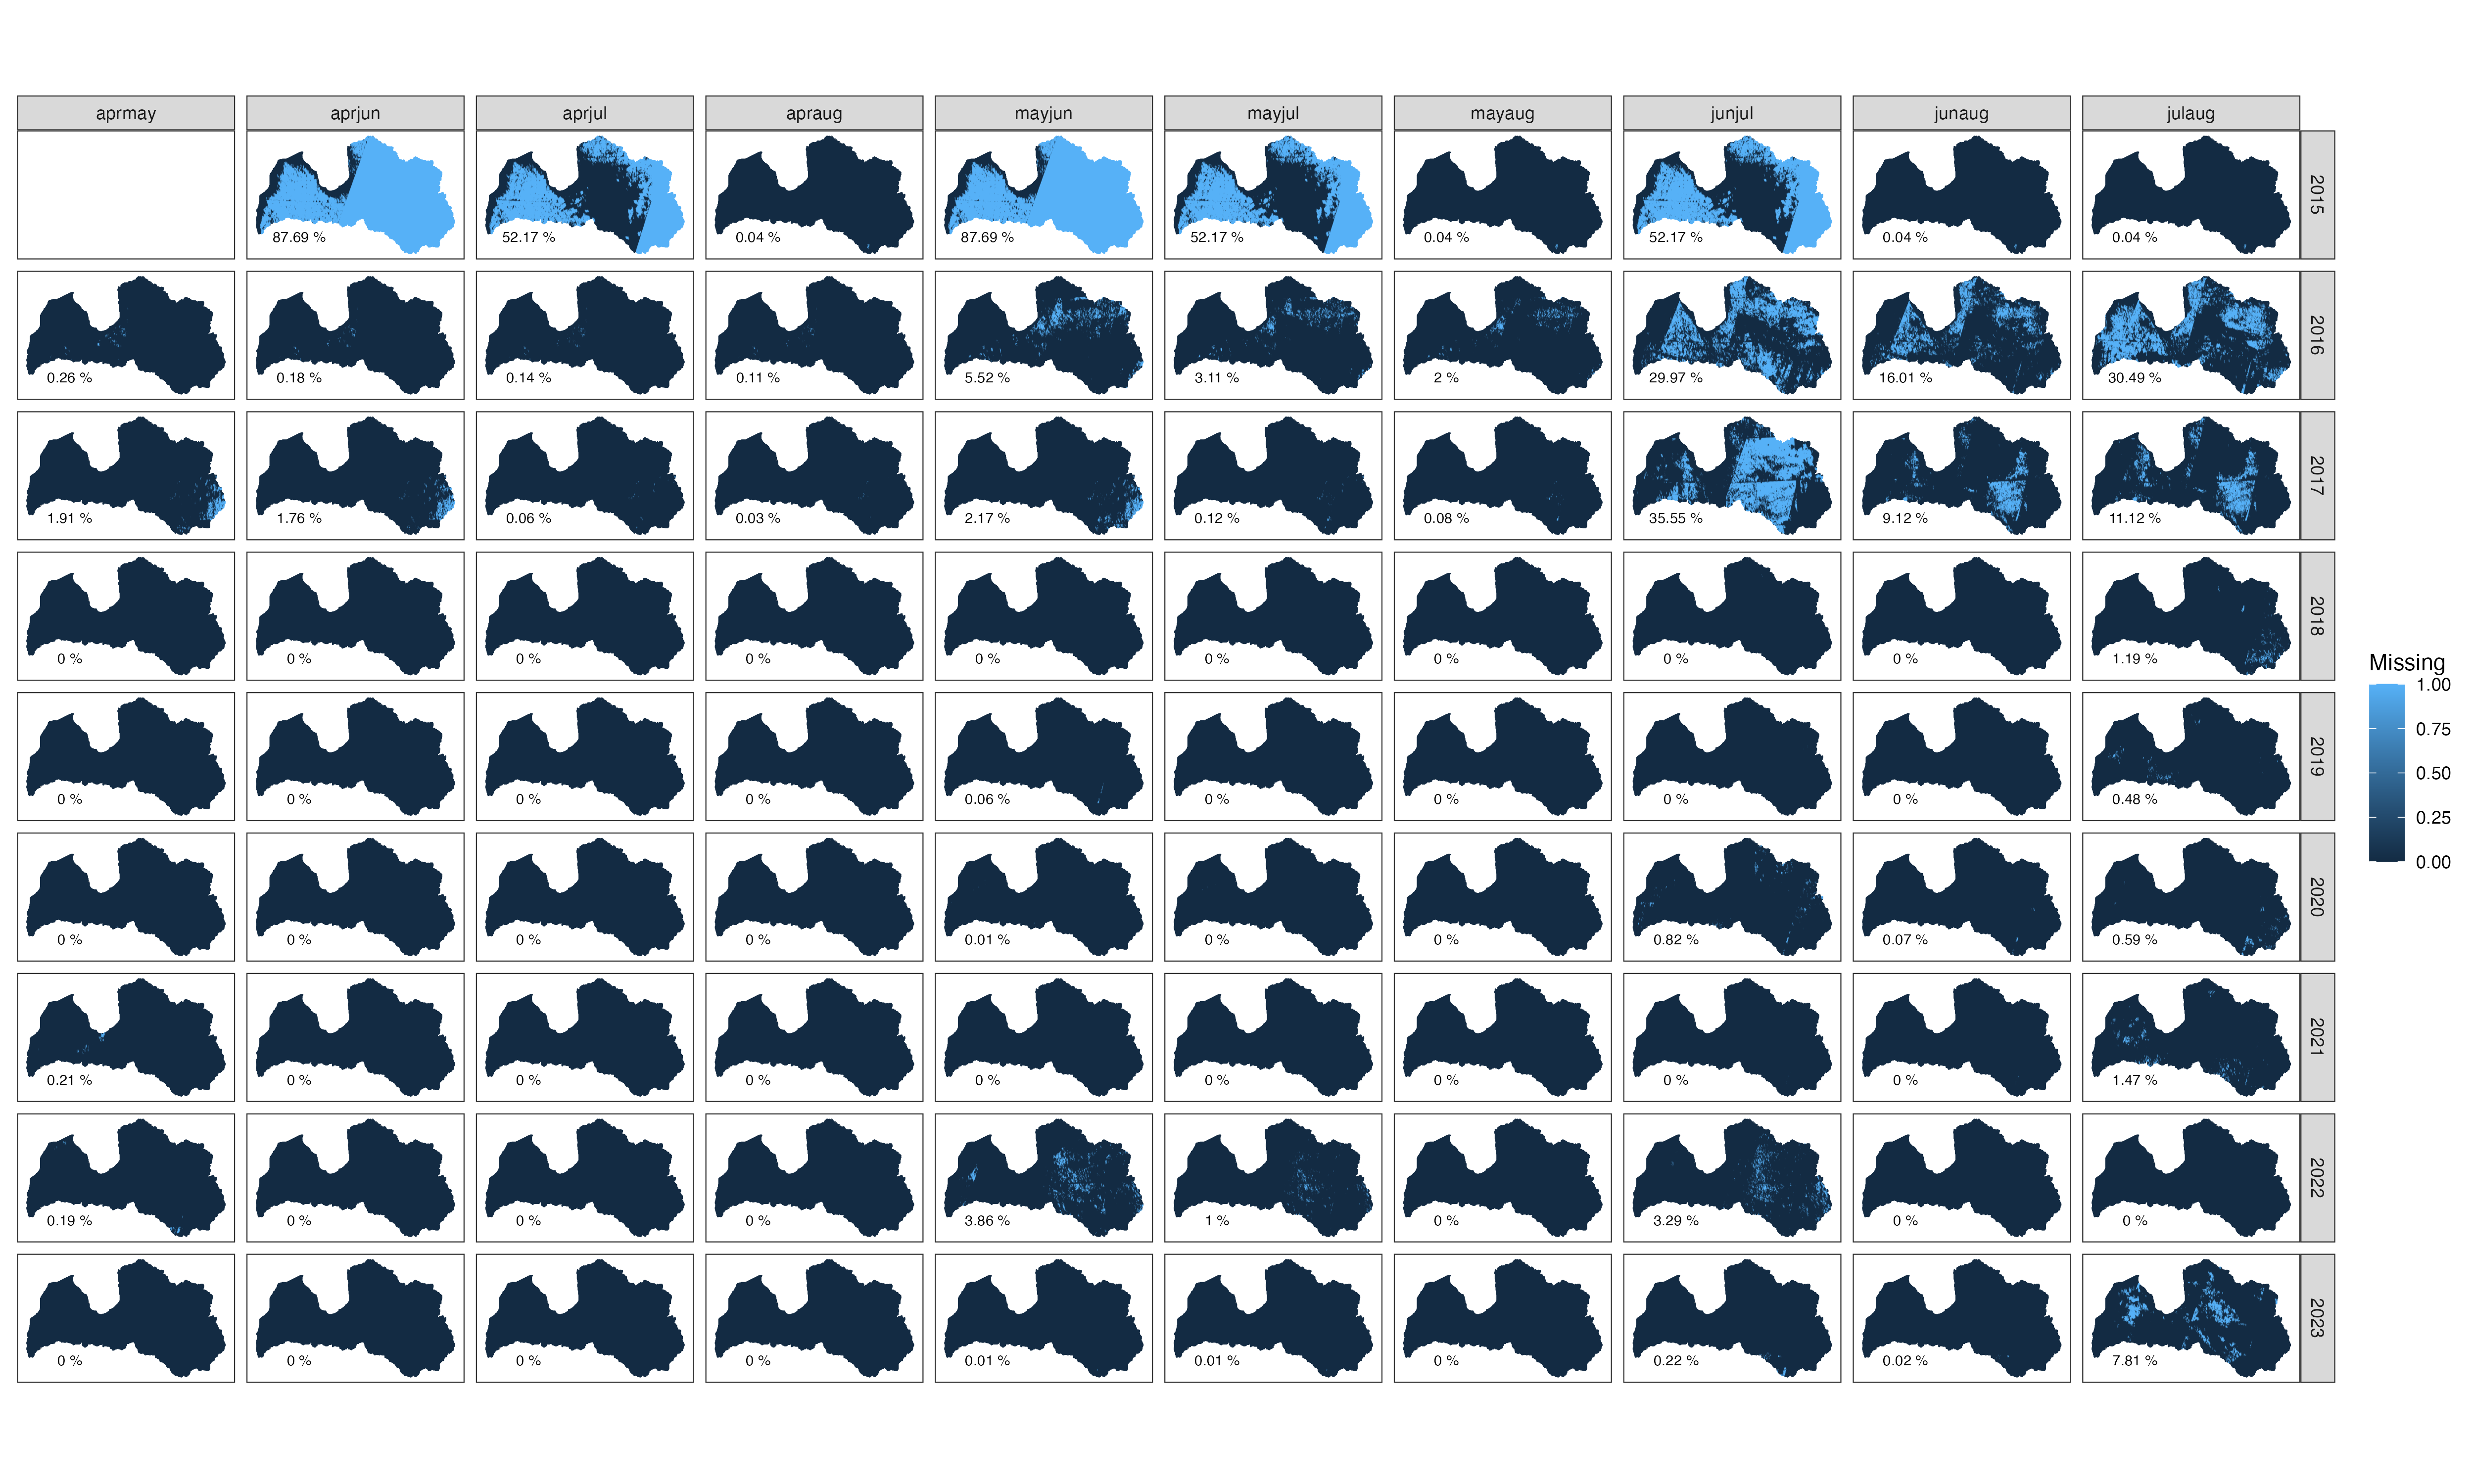 aprmay aprjun aprjul apraug mayjun mayjul mayaug junjul junaug julaug
87.69 % 52.17 % 0.04 % 87.69 % 52.17 % 0.04 % 52.17 % 0.04 % 0.04 % 2015
0.26 % 0.18 % 0.14 % 0.11 % 5.52 % 3.11 % 2 % 29.97 % 16.01 % 30.49 % 2016
1.91 % 1.76 % 0.06 % 0.03 % 2.17 % 0.12 % 0.08 % 35.55 % 9.12 % 11.12 % 2017
0 % 0 % 0 % 0 % 0 % 0 % 0 % 0 % 0 % 1.19 % 2018
0 % 0 % 0 % 0 % 0.06 % 0 % 0 % 0 % 0 % 0.48 % 2019
0 % 0 % 0 % 0 % 0.01 % 0 % 0 % 0.82 % 0.07 % 0.59 % 2020
0.21 % 0 % 0 % 0 % 0 % 0 % 0 % 0 % 0 % 1.47 % 2021
0.19 % 0 % 0 % 0 % 3.86 % 1 % 0 % 3.29 % 0 % 0 % 2022
0 % 0 % 0 % 0 % 0.01 % 0.01 % 0 % 0.22 % 0.02 % 7.81 % 2023
Missing
1.00
0.75
0.50
0.25
0.00